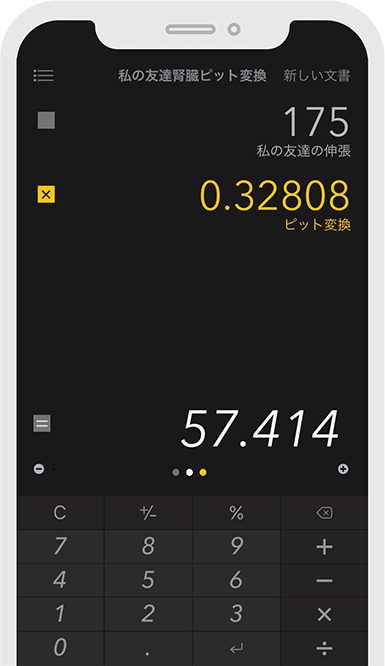 私の友達腎臓ピット変換 新しい文書
175
私の友達の伸張
× 0.32808
ピット変換
= 57.414
C +/- %
7 8 9 +
4 5 6 −
1 2 3 ×
0 . ÷